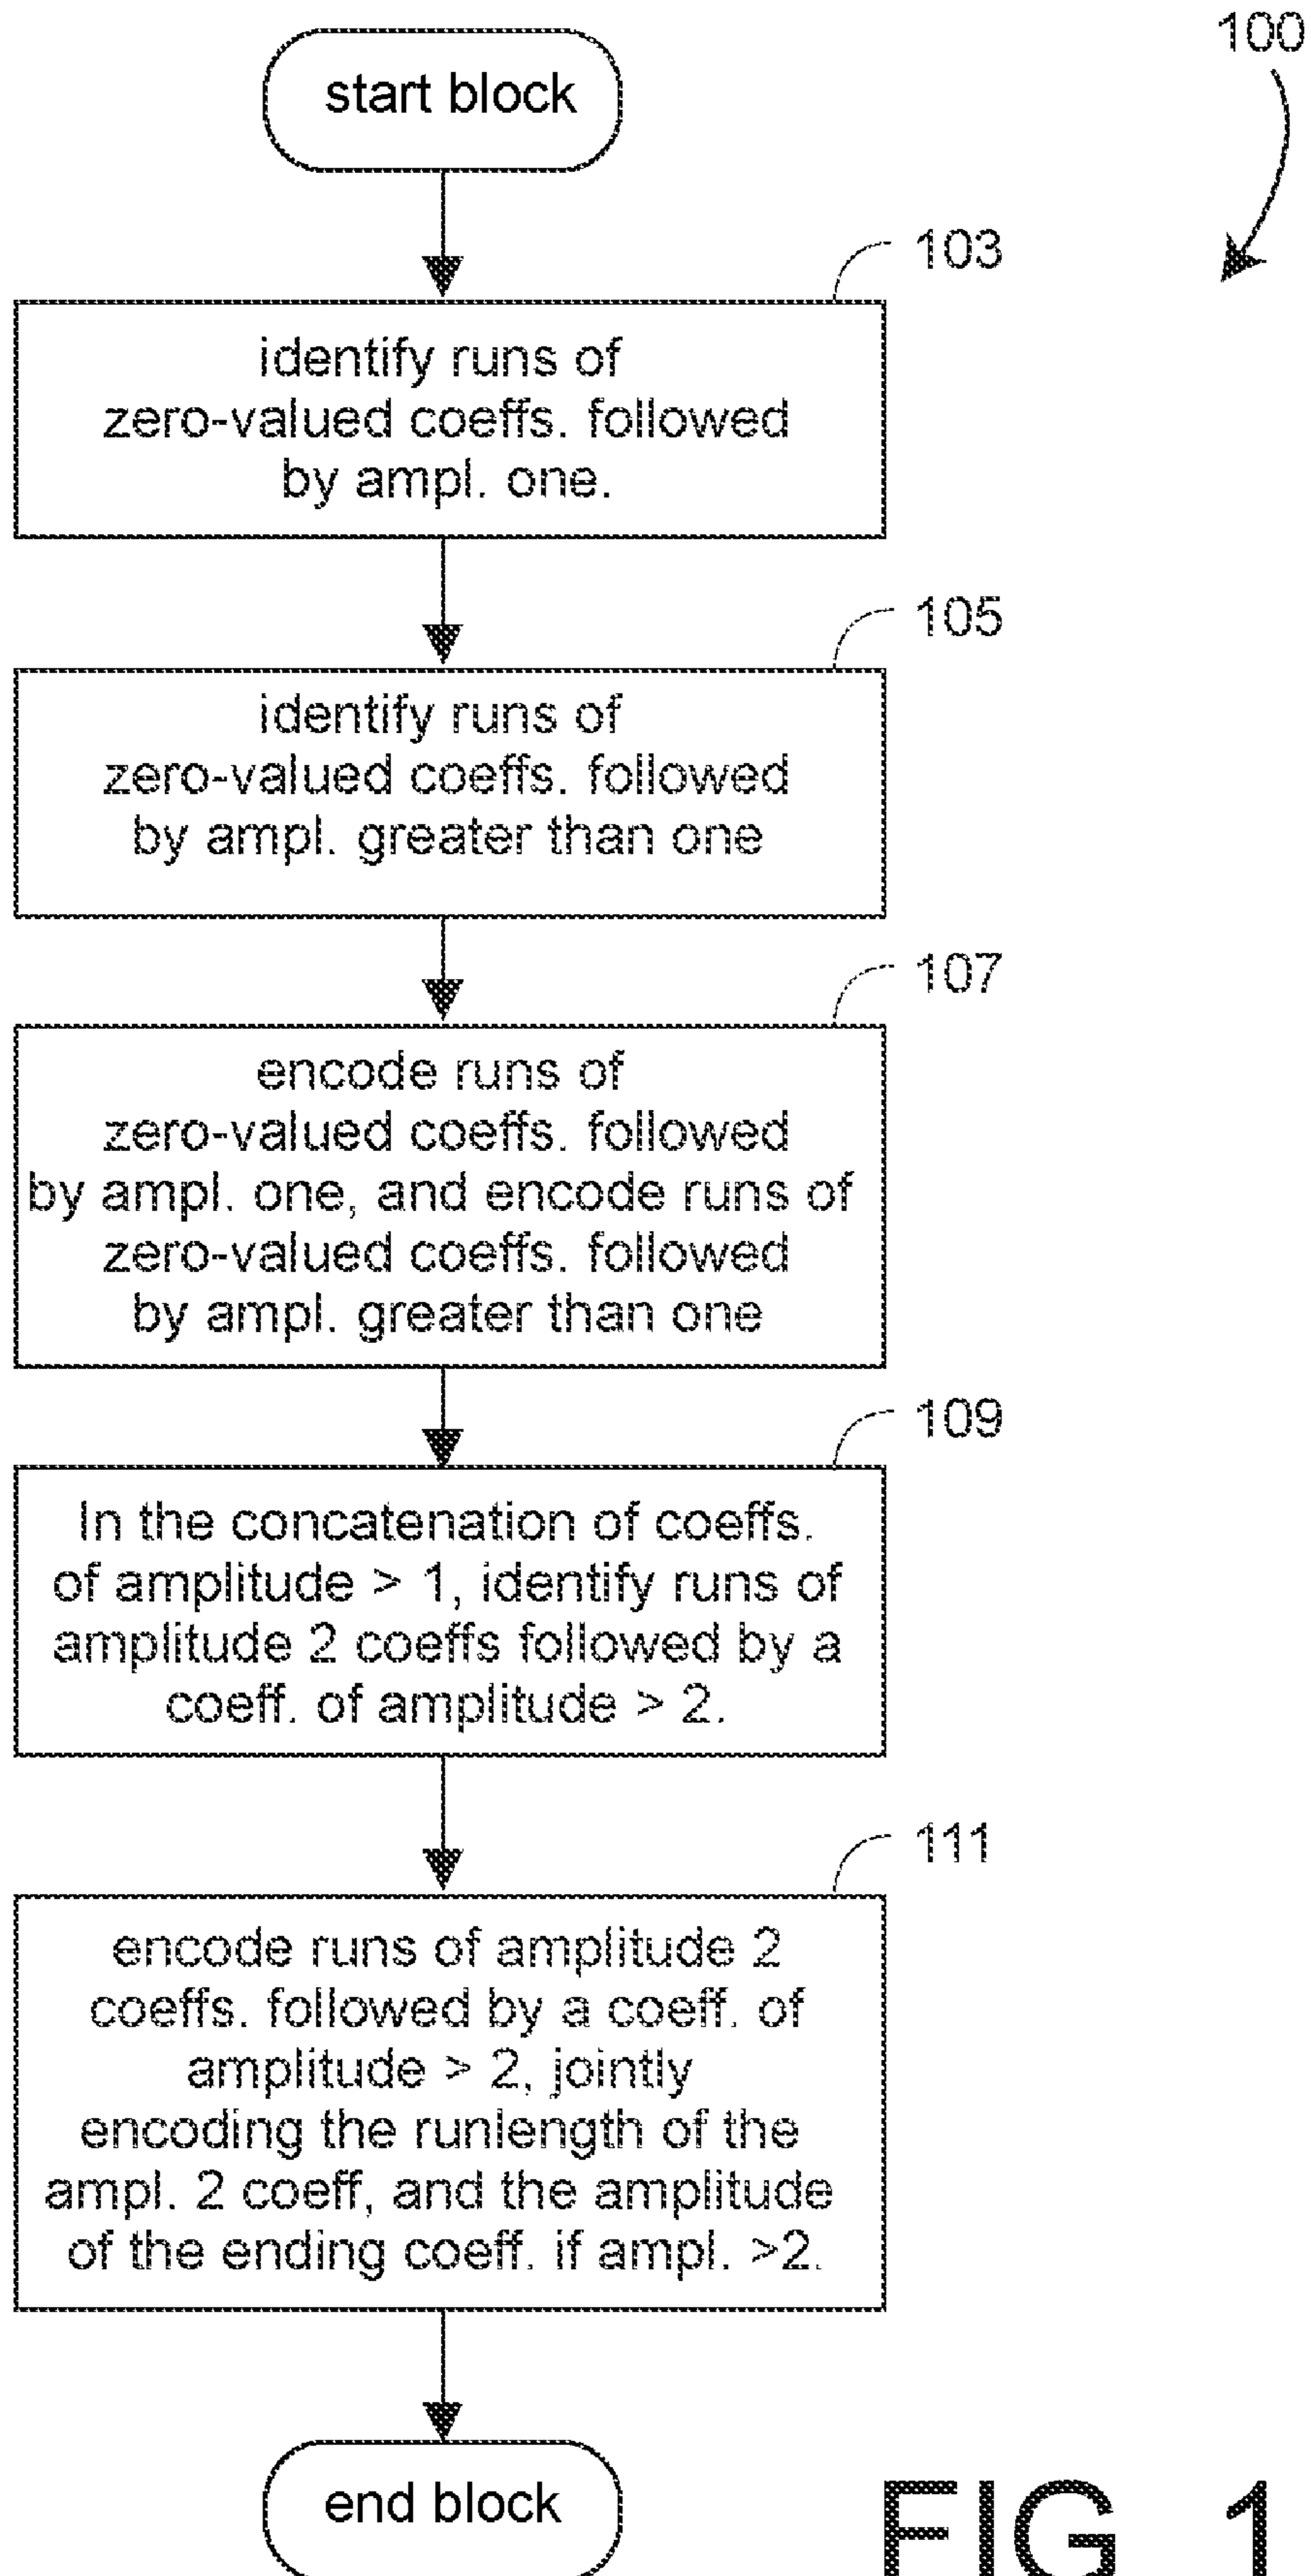 100
start block
103
identify runs of
zero-valued coeffs. followed
by ampl. one.
105
identify runs of
zero-valued coeffs. followed
by ampl. greater than one
107
encode runs of
zero-valued coeffs. followed
by ampl. one, and encode runs of
zero-valued coeffs. followed
by ampl. greater than one
109
In the concatenation of coeffs.
of amplitude > 1, identify runs of
amplitude 2 coeffs followed by a
coeff. of amplitude > 2.
111
encode runs of amplitude 2
coeffs. followed by a coeff. of
amplitude > 2, jointly
encoding the runlength of the
ampl. 2 coeff, and the amplitude
of the ending coeff. if ampl. >2.
end block
FIG. 1